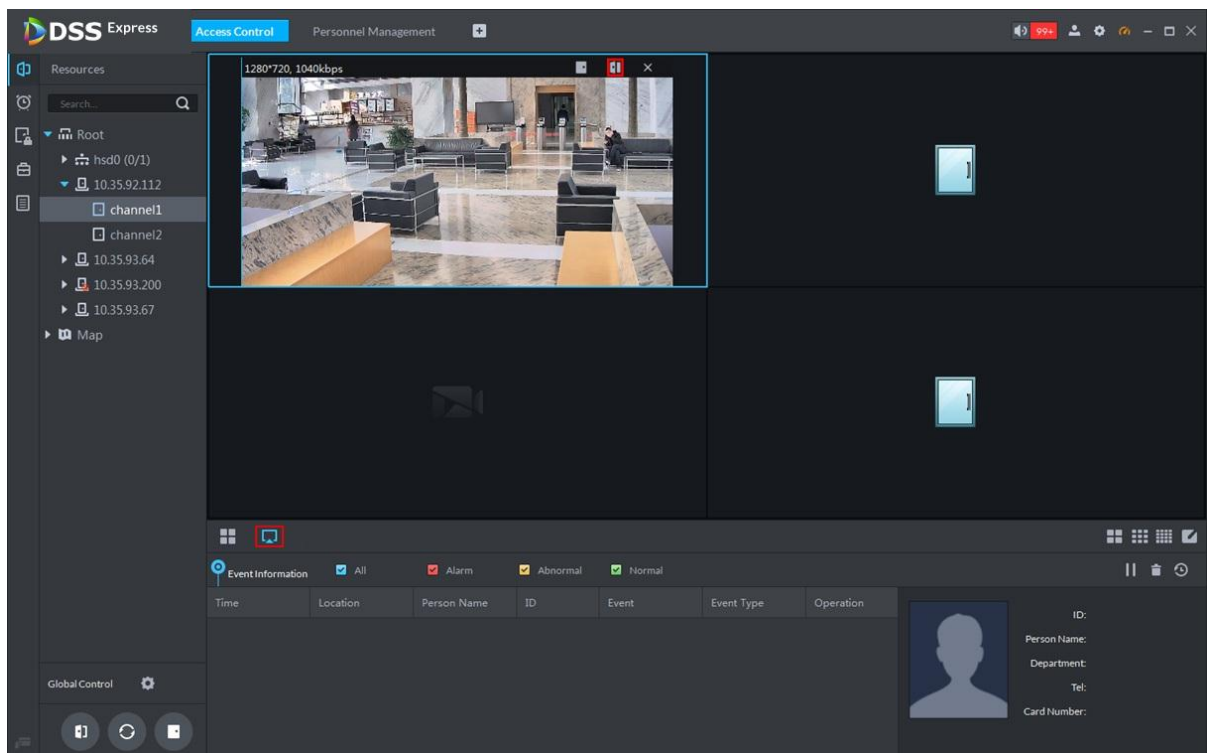 DSS Express
Access Control
Personnel Management
99+
Resources
Search...
Root
hsd0 (0/1)
10.35.92.112
channel1
channel2
10.35.93.64
10.35.93.200
10.35.93.67
Map
Global Control
1280*720, 1040kbps
Event Information
All
Alarm
Abnormal
Normal
Time Location Person Name ID Event Event Type Operation
ID:
Person Name:
Department:
Tel:
Card Number: